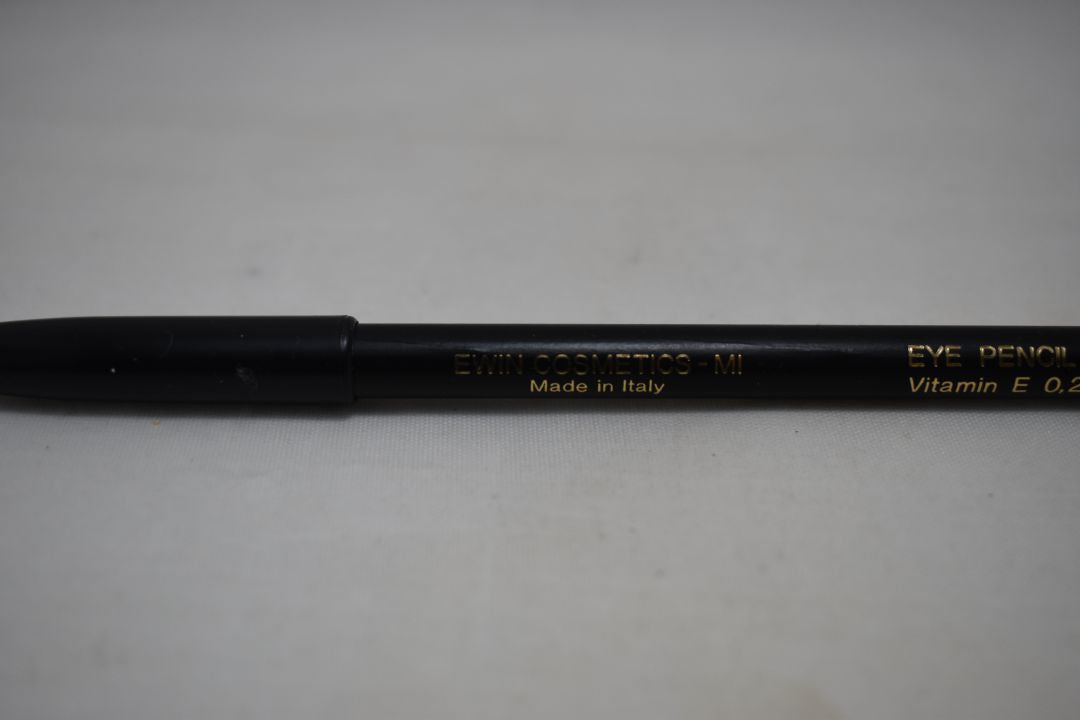 EWIN COSMETICS - MI
Made in Italy
EYE PENCIL
Vitamin E 0,2